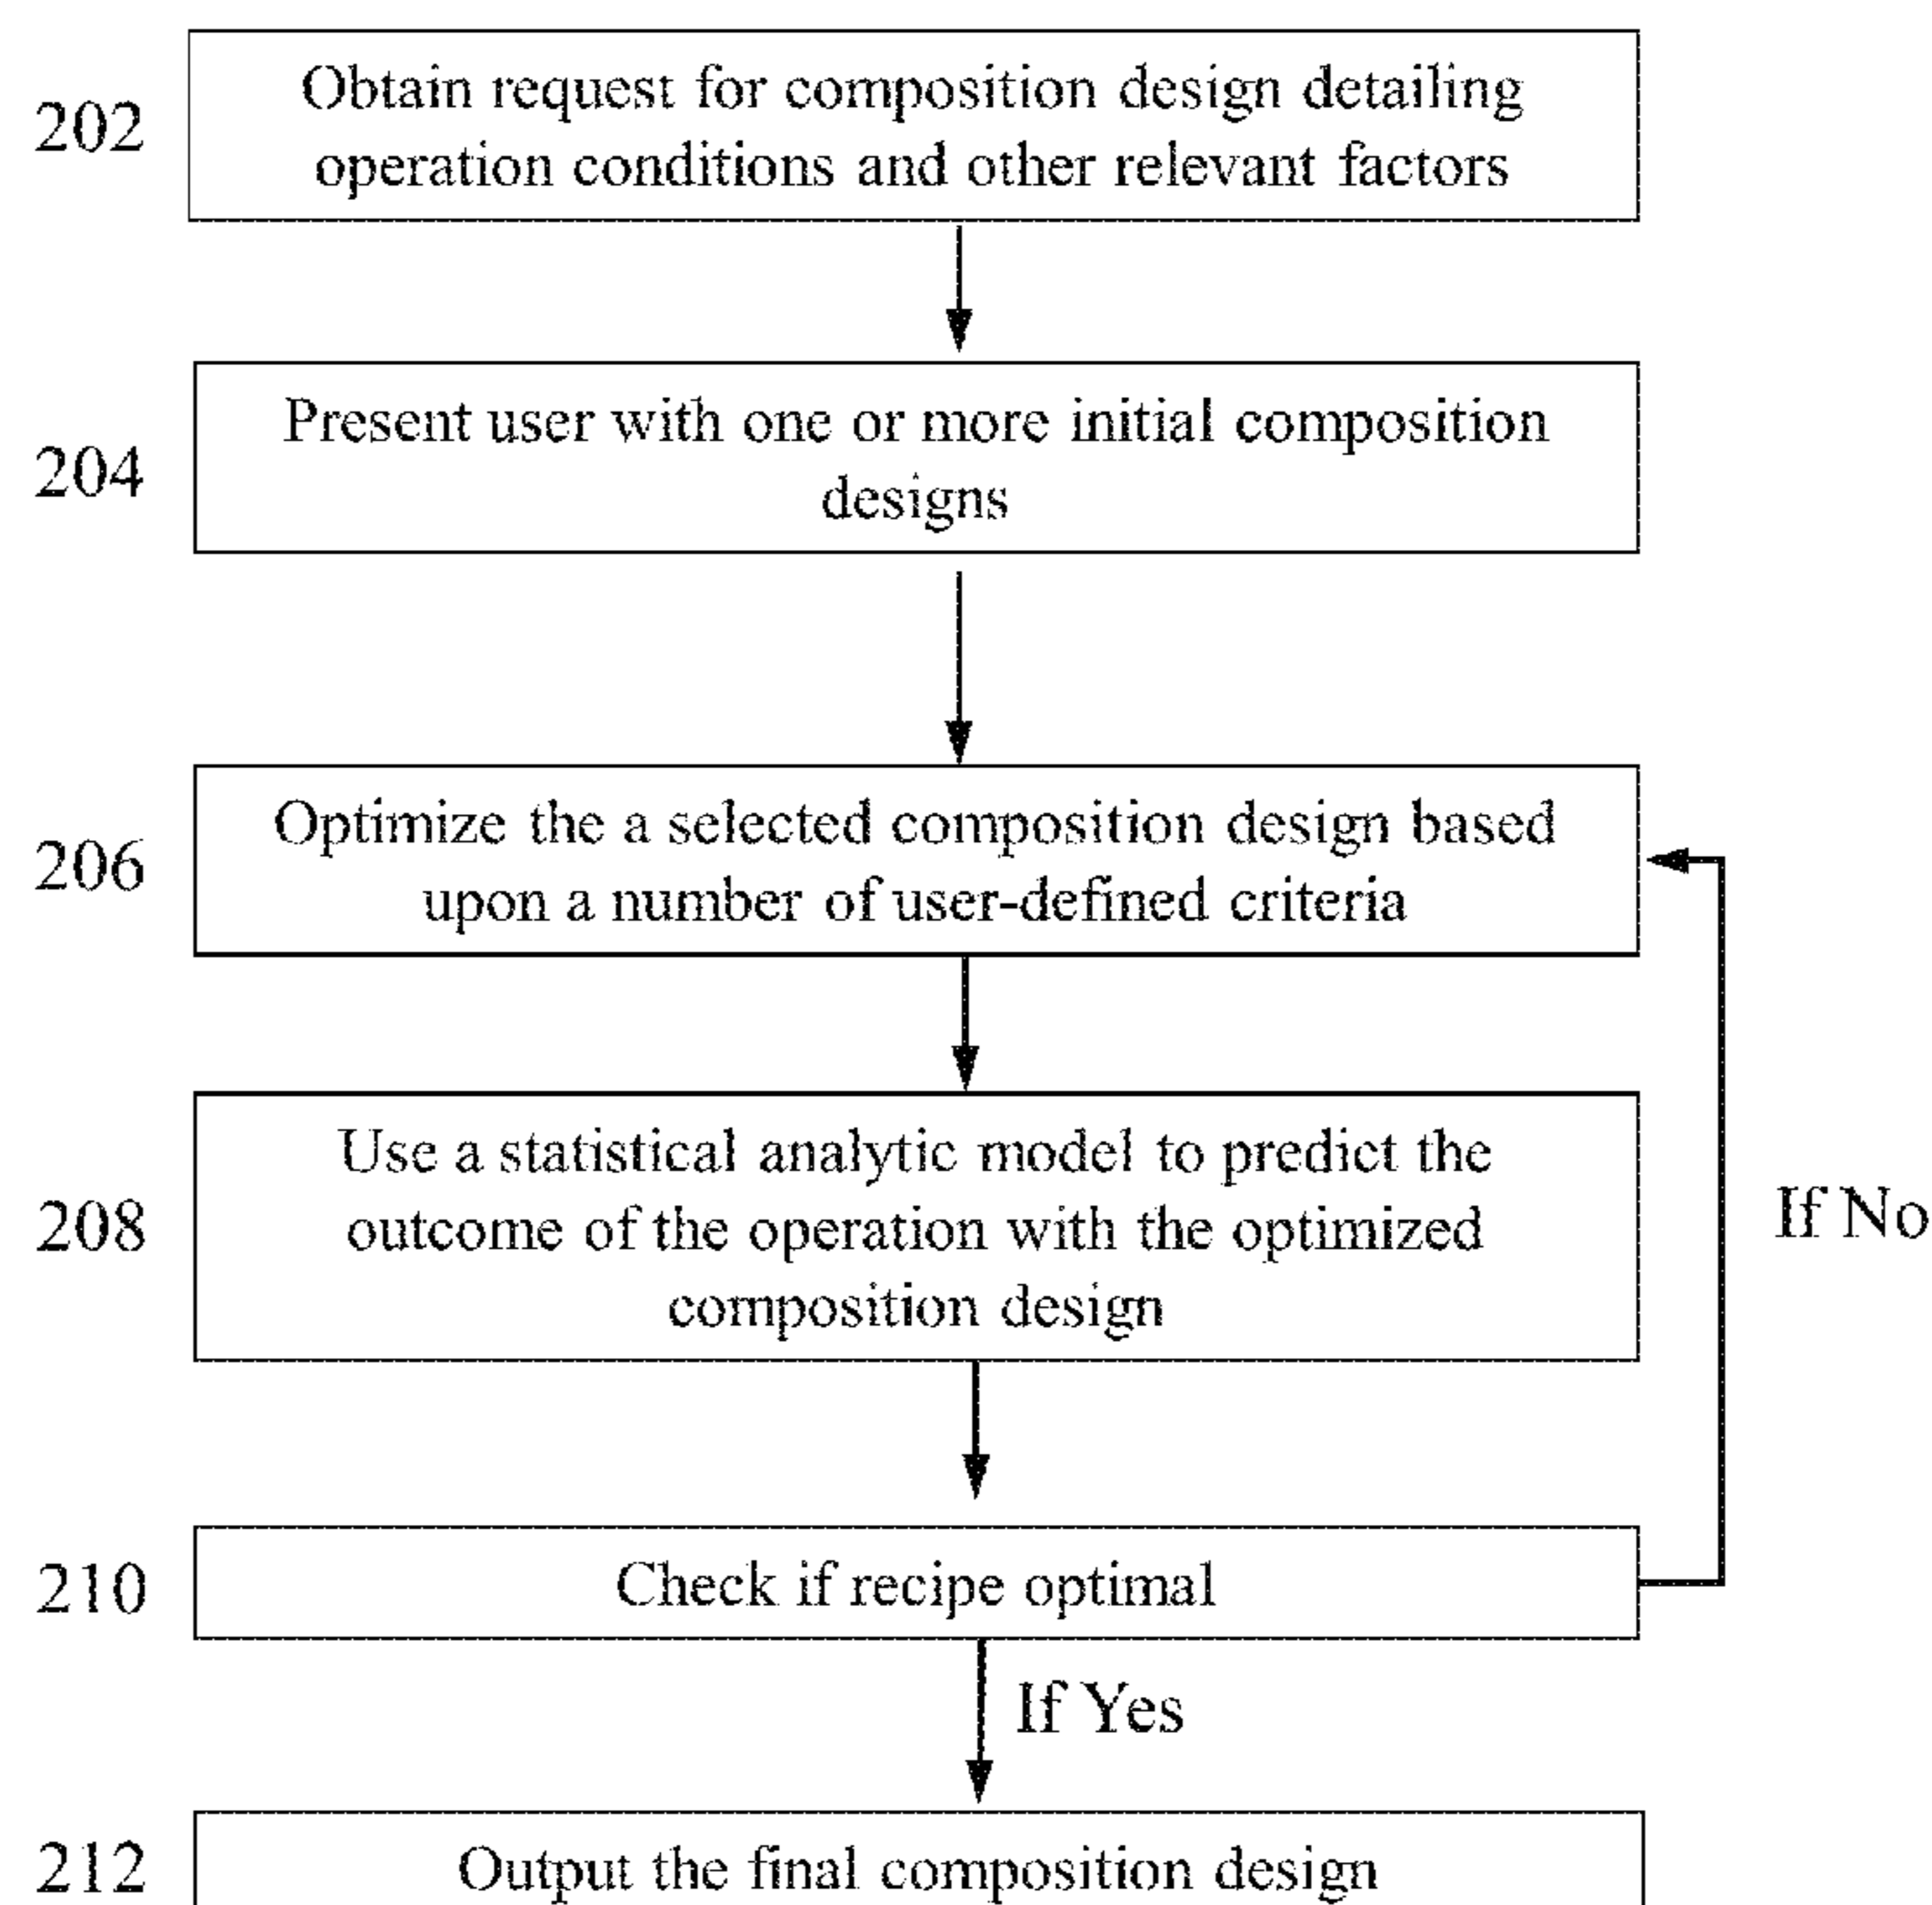 202
Obtain request for composition design detailing
operation conditions and other relevant factors
204
Present user with one or more initial composition
designs
206
Optimize the a selected composition design based
upon a number of user-defined criteria
208
Use a statistical analytic model to predict the
outcome of the operation with the optimized
composition design
If No
210
Check if recipe optimal
If Yes
212
Output the final composition design